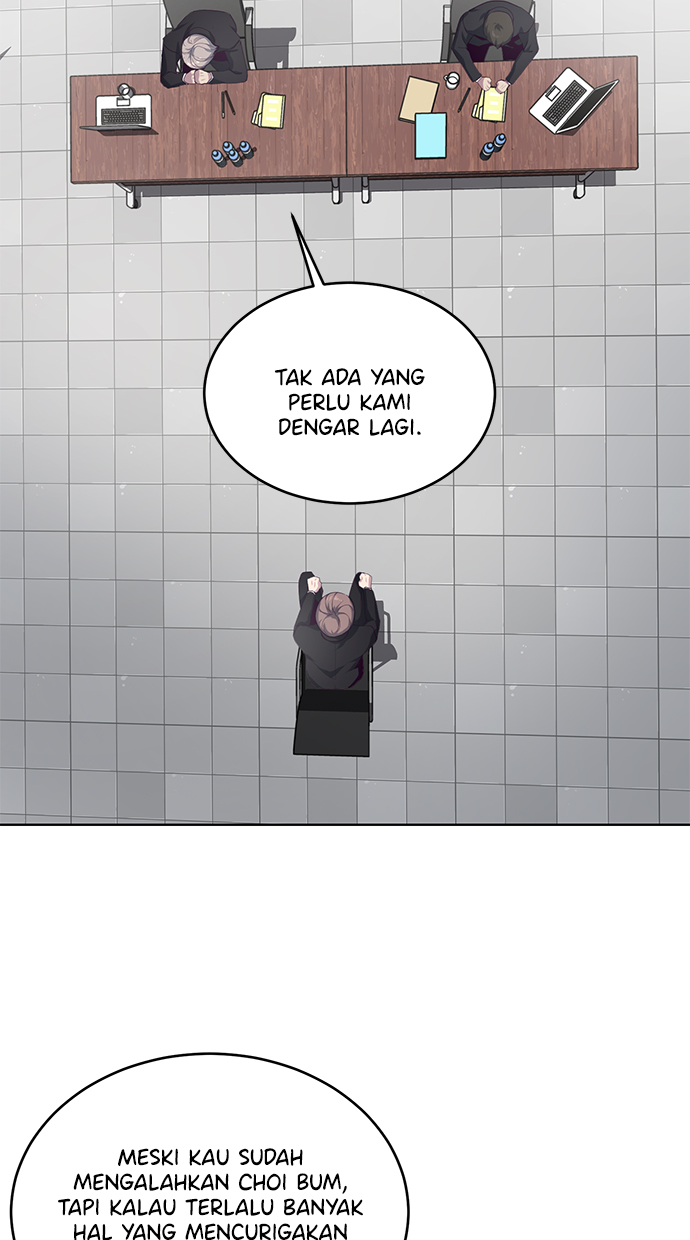 TAK ADA YANG
PERLU KAMI
DENGAR LAGI.
MESKI KAU SUDAH
MENGALAHKAN CHOI BUM,
TAPI KALAU TERLALU BANYAK
HAL YANG MENCURIGAKAN